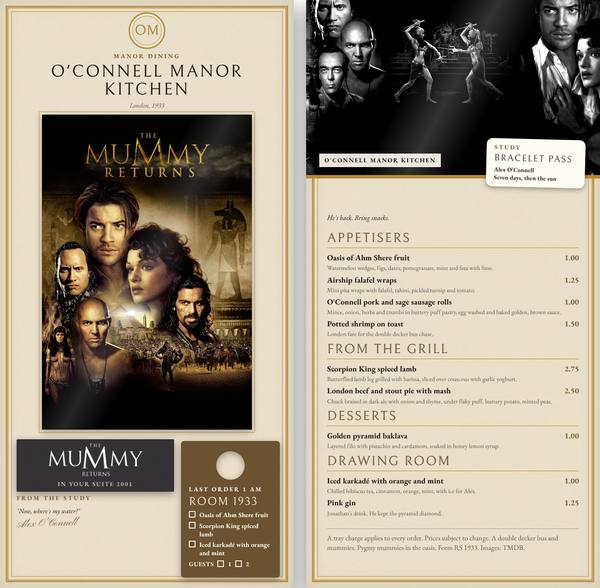 OM
MANOR DINING
O'CONNELL MANOR
KITCHEN
London, 1933
THE
MUMMY
RETURNS
THE
MUMMY
RETURNS
IN YOUR SUITE 2001
FROM THE STUDY
"Now, where's my water?"
Alex O'Connell
LAST ORDER 1 AM
ROOM 1933
Oasis of Ahm Shere fruit
Scorpion King spiced
lamb
Iced karkadé with orange
and mint
GUESTS 1 2
O'CONNELL MANOR KITCHEN
STUDY
BRACELET PASS
Alex O'Connell
Seven days, then the sun
He's back. Bring snacks.
APPETISERS
Oasis of Ahm Shere fruit 1.00
Watermelon wedges, figs, dates, pomegranate, mint and feta with lime.
Airship falafel wraps 1.25
Mini pita wraps with falafel, tahini, pickled turnip and tomato.
O'Connell pork and sage sausage rolls 1.00
Mince, onion, herbs and crumbs in buttery puff pastry, egg washed and baked golden, brown sauce.
Potted shrimp on toast 1.50
London fare for the double decker bus chase.
FROM THE GRILL
Scorpion King spiced lamb 2.75
Butterflied lamb leg grilled with harissa, sliced over couscous with garlic yoghurt.
London beef and stout pie with mash 2.50
Chuck braised in dark ale with onion and thyme, under flaky puff, buttery potato, minted peas.
DESSERTS
Golden pyramid baklava 1.00
Layered filo with pistachio and cardamom, soaked in honey lemon syrup.
DRAWING ROOM
Iced karkadé with orange and mint 1.00
Chilled hibiscus tea, cinnamon, orange, mint, with ice for Alex.
Pink gin 1.25
Jonathan's drink. He kept the pyramid diamond.
A tray charge applies to every order. Prices subject to change. A double decker bus and
mummies. Pygmy mummies in the oasis. Form RS 1933. Images: TMDB.